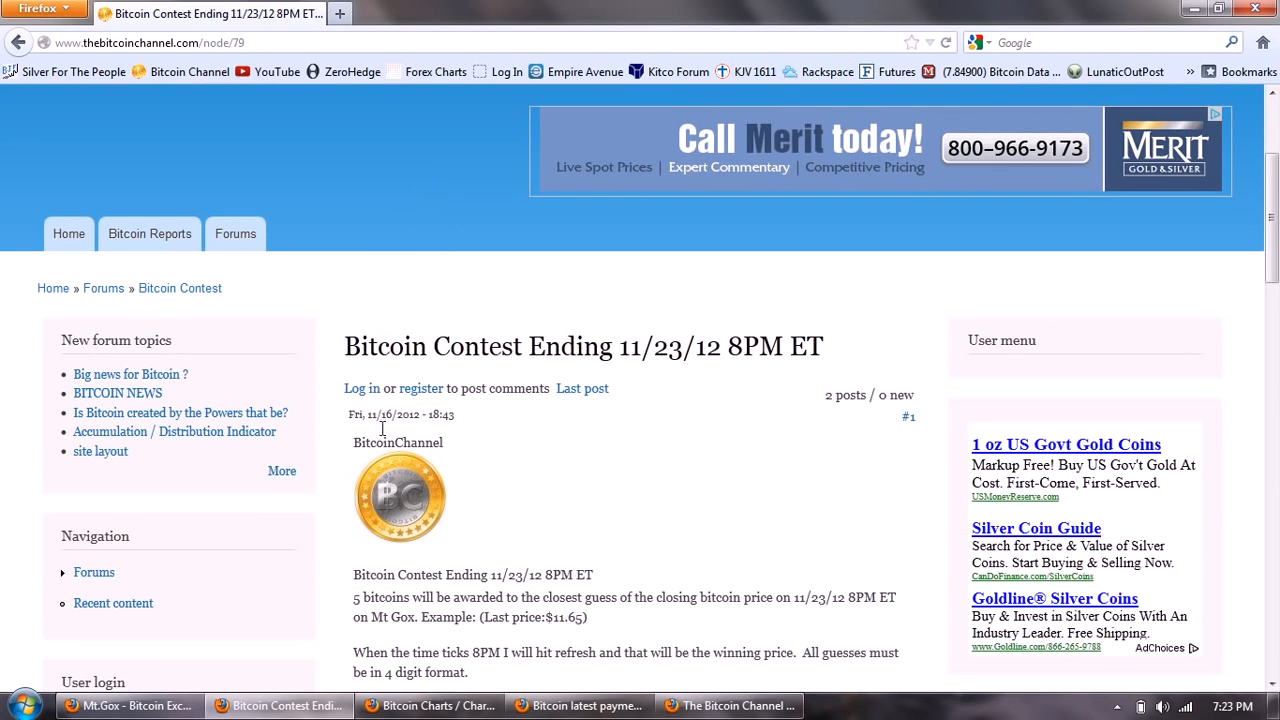 Firefox
Bitcoin Contest Ending 11/23/12 8PM ET...
www.thebitcoinchannel.com/node/79
Google
Silver For The People
Bitcoin Channel
YouTube
ZeroHedge
Forex Charts
Log In
Empire Avenue
Kitco Forum
KJV 1611
Rackspace
Futures
(7.84900) Bitcoin Data ...
LunaticOutPost
»
Bookmarks
Call Merit today!
800–966–9173
Live Spot Prices | Expert Commentary | Competitive Pricing
MERIT
GOLD & SILVER
Home
Bitcoin Reports
Forums
Home » Forums » Bitcoin Contest
New forum topics
Big news for Bitcoin ?
BITCOIN NEWS
Is Bitcoin created by the Powers that be?
Accumulation / Distribution Indicator
site layout
More
Navigation
Forums
Recent content
User login
Bitcoin Contest Ending 11/23/12 8PM ET
Log in or register to post comments Last post
2 posts / 0 new
Fri, 11/16/2012 - 18:43
#1
BitcoinChannel
BC
Bitcoin Contest Ending 11/23/12 8PM ET
5 bitcoins will be awarded to the closest guess of the closing bitcoin price on 11/23/12 8PM ET
on Mt Gox. Example: (Last price:$11.65)
When the time ticks 8PM I will hit refresh and that will be the winning price. All guesses must
be in 4 digit format.
User menu
1 oz US Govt Gold Coins
Markup Free! Buy US Gov't Gold At
Cost. First-Come, First-Served.
USMoneyReserve.com
Silver Coin Guide
Search for Price & Value of Silver
Coins. Start Buying & Selling Now.
CanDoFinance.com/SilverCoins
Goldline® Silver Coins
Buy & Invest in Silver Coins With An
Industry Leader. Free Shipping.
www.Goldline.com/866-265-9788
AdChoices
Mt.Gox - Bitcoin Exc...
Bitcoin Contest Endi...
Bitcoin Charts / Char...
Bitcoin latest payme...
The Bitcoin Channel ...
7:23 PM